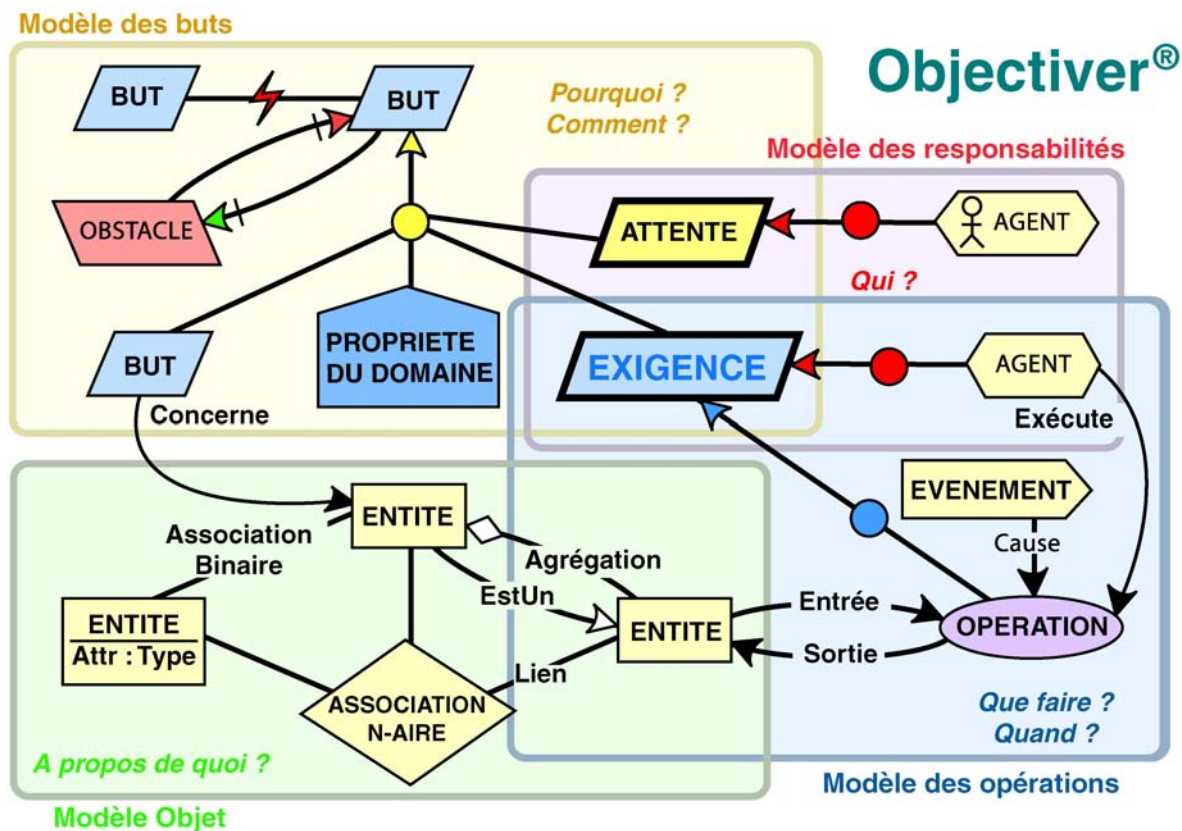 Modèle des buts
Objectiver®
BUT
BUT
Pourquoi ?
Comment ?
Modèle des responsabilités
OBSTACLE
ATTENTE
AGENT
Qui ?
BUT
PROPRIETE
DU DOMAINE
EXIGENCE
AGENT
Concerne
Exécute
EVENEMENT
ENTITE
Association
Binaire
Agrégation
Cause
EstUn
ENTITE
Attr : Type
ENTITE
Entrée
OPERATION
Sortie
Lien
ASSOCIATION
N-AIRE
Que faire ?
Quand ?
A propos de quoi ?
Modèle des opérations
Modèle Objet